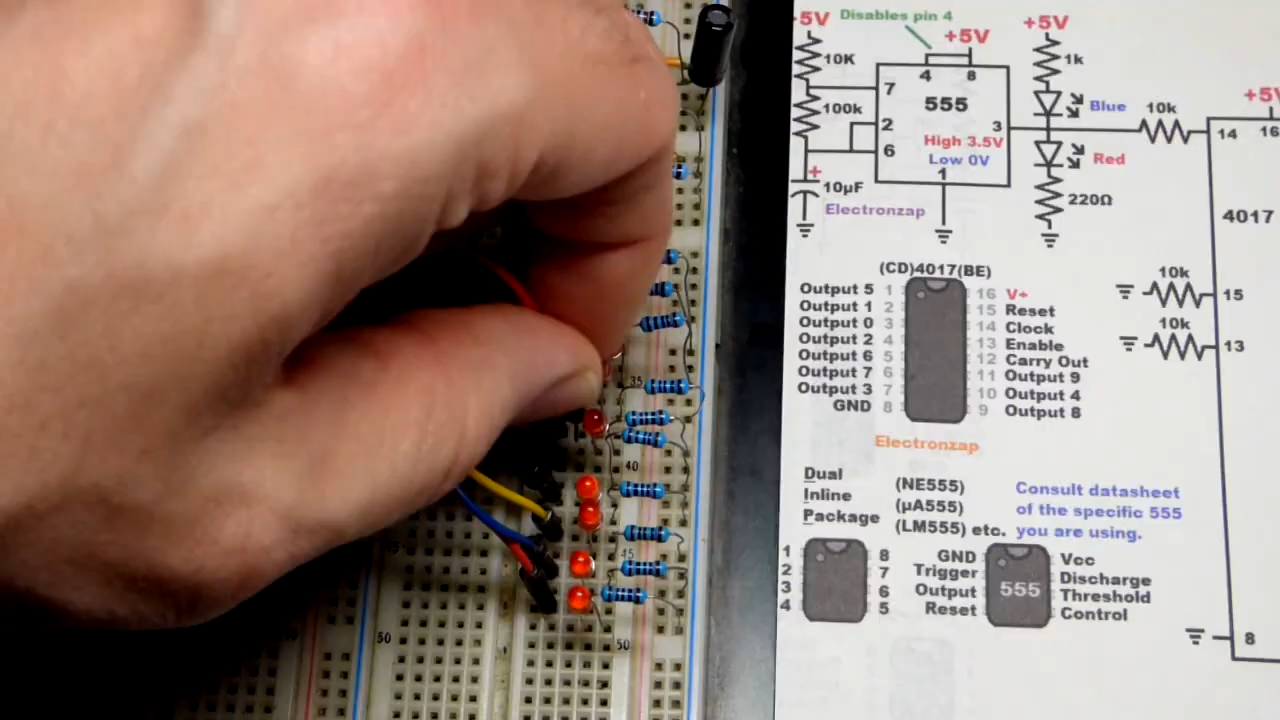 5V
Disables pin 4
+5V
+5V
10K
4
8
1k
7
555
Blue
10k
+5V
100k
2
3
14
16
High 3.5V
6
Low 0V
Red
+
1
10µF
220Ω
Electronzap
4017
(CD)4017(BE)
10k
Output 5 1
16 V+
15
Output 1 2
15 Reset
Output 0 3
14 Clock
10k
Output 2 4
13 Enable
13
Output 6 5
12 Carry Out
Output 7 6
11 Output 9
Output 3 7
10 Output 4
GND 8
9 Output 8
Electronzap
Dual
Inline
Package
(NE555)
(µA555)
(LM555) etc.
Consult datasheet
of the specific 555
you are using.
1
8
2
7
3
6
4
5
GND
Vcc
Trigger
Discharge
Output
555
Threshold
Reset
Control
8
35
40
45
50
50